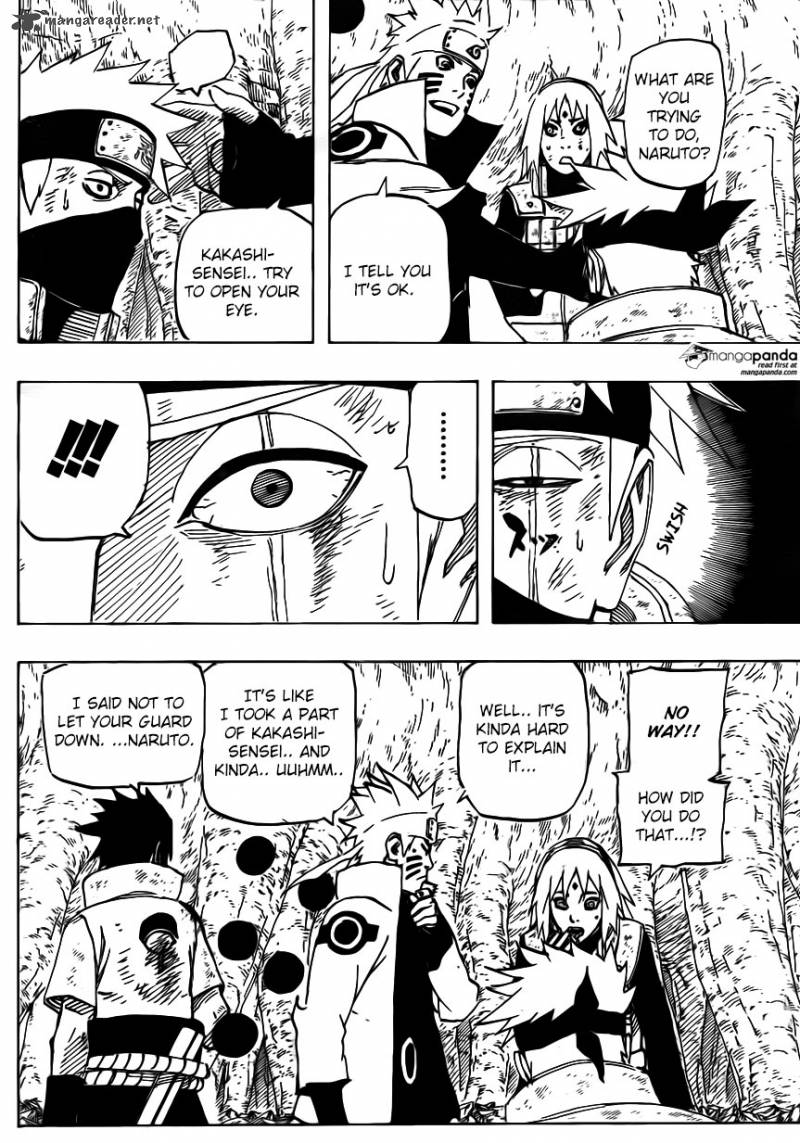 mangareader.net
WHAT ARE
YOU
TRYING
TO DO,
NARUTO?
I TELL YOU
IT'S OK.
KAKASHI-
SENSEI.. TRY
TO OPEN YOUR
EYE.
mangapanda
read first at
mangapanda.com
SWISH
.........
!!!!
NO
WAY!!
HOW DID
YOU DO
THAT...!?
WELL.. IT'S
KINDA HARD
TO EXPLAIN
IT...
IT'S LIKE
I TOOK A PART
OF KAKASHI-
SENSEI.. AND
KINDA.. UUHMM..
I SAID NOT TO
LET YOUR GUARD
DOWN. ...NARUTO.